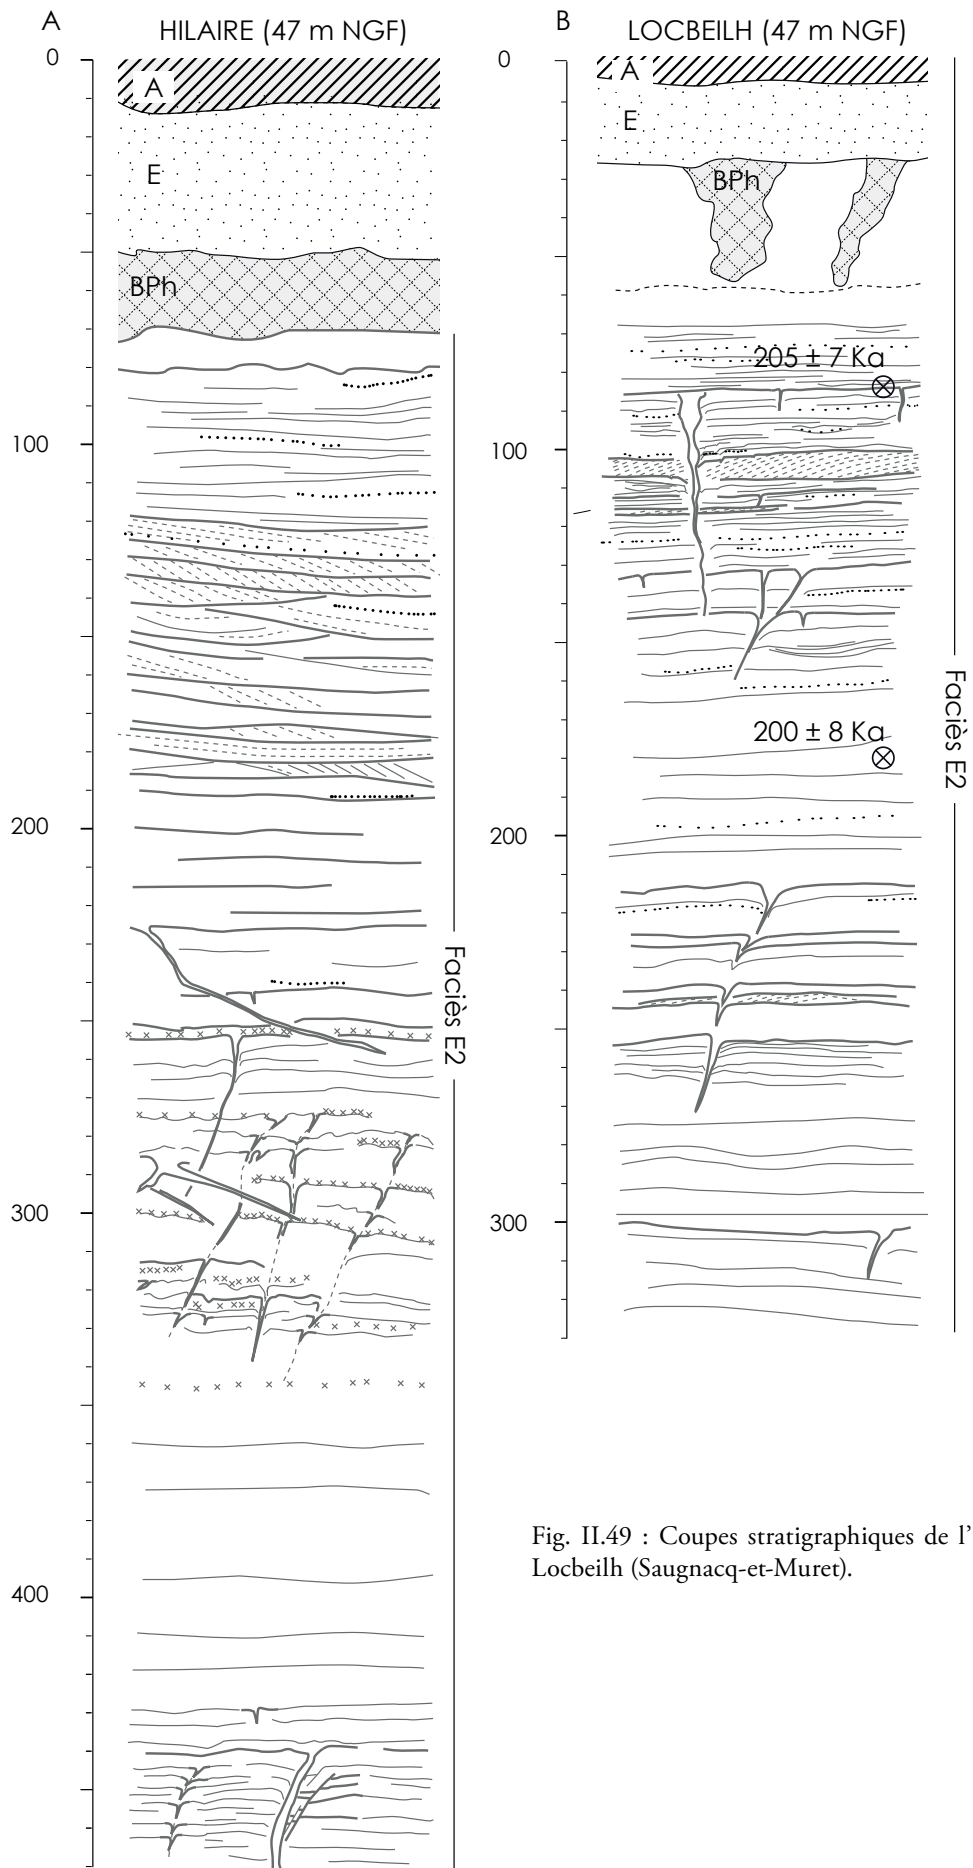 A
HILAIRE (47 m NGF)
0
A
E
BPh
100
200
300
400
Faciès E2
B
LOCBEILH (47 m NGF)
0
A
E
BPh
205 ± 7 Ka
100
200 ± 8 Ka
200
300
Faciès E2
Fig. II.49 : Coupes stratigraphiques de l’
Locbeilh (Saugnacq-et-Muret).